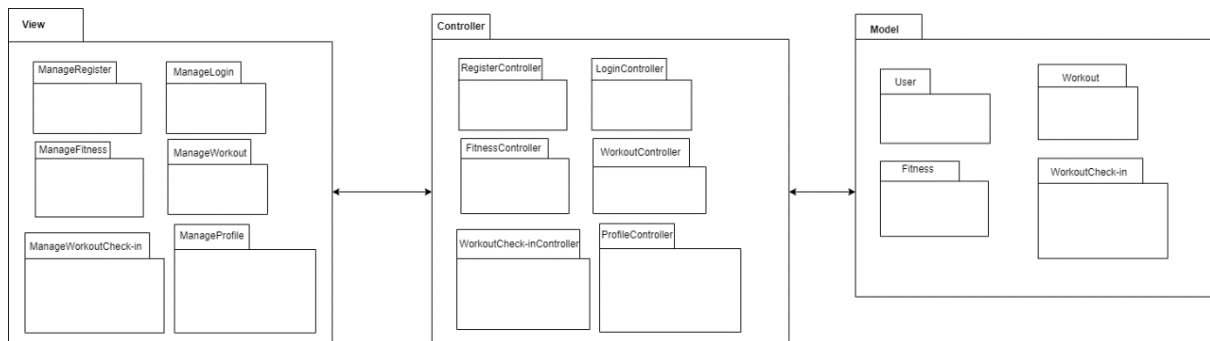 View
ManageRegister
ManageLogin
ManageFitness
ManageWorkout
ManageWorkoutCheck-in
ManageProfile
Controller
RegisterController
LoginController
FitnessController
WorkoutController
WorkoutCheck-inController
ProfileController
Model
User
Workout
Fitness
WorkoutCheck-in